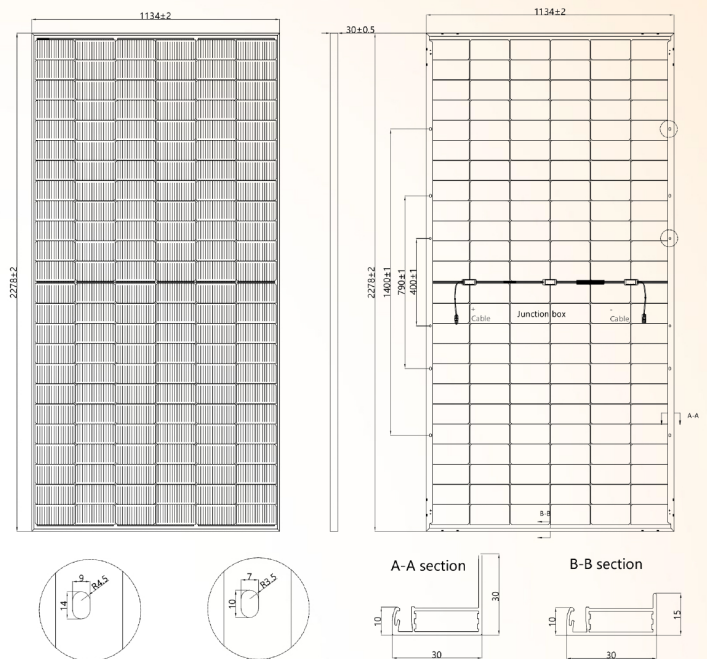 1134±2
2278±2
30±0.5
1134±2
2278±2
1400±1
790±1
400±1
+
Cable
Junction box
-
Cable
A-A
B-B
9
R4.5
14
7
R3.5
10
A-A section
10
30
30
B-B section
10
15
30